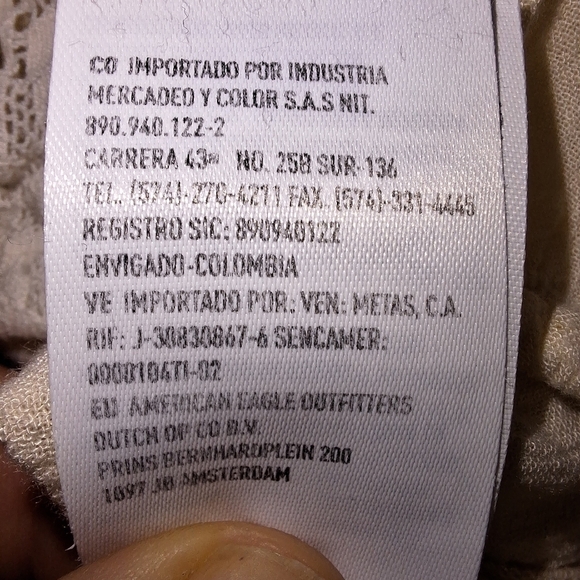 CO IMPORTADO POR INDUSTRIA
MERCADEO Y COLOR S.A.S NIT.
890.940.122-2
CARRERA 43ª NO. 25B SUR-136
TEL. (574)-270-4211 FAX. (574)-331-4445
REGISTRO SIC: 890940122
ENVIGADO-COLOMBIA
VE IMPORTADO POR: VEN: METAS, C.A.
RIF: J-30830867-6 SENCAMER:
0000104TI-02
EU AMERICAN EAGLE OUTFITTERS
DUTCH OP CO B.V.
PRINS BERNHARDPLEIN 200
1097 JB AMSTERDAM